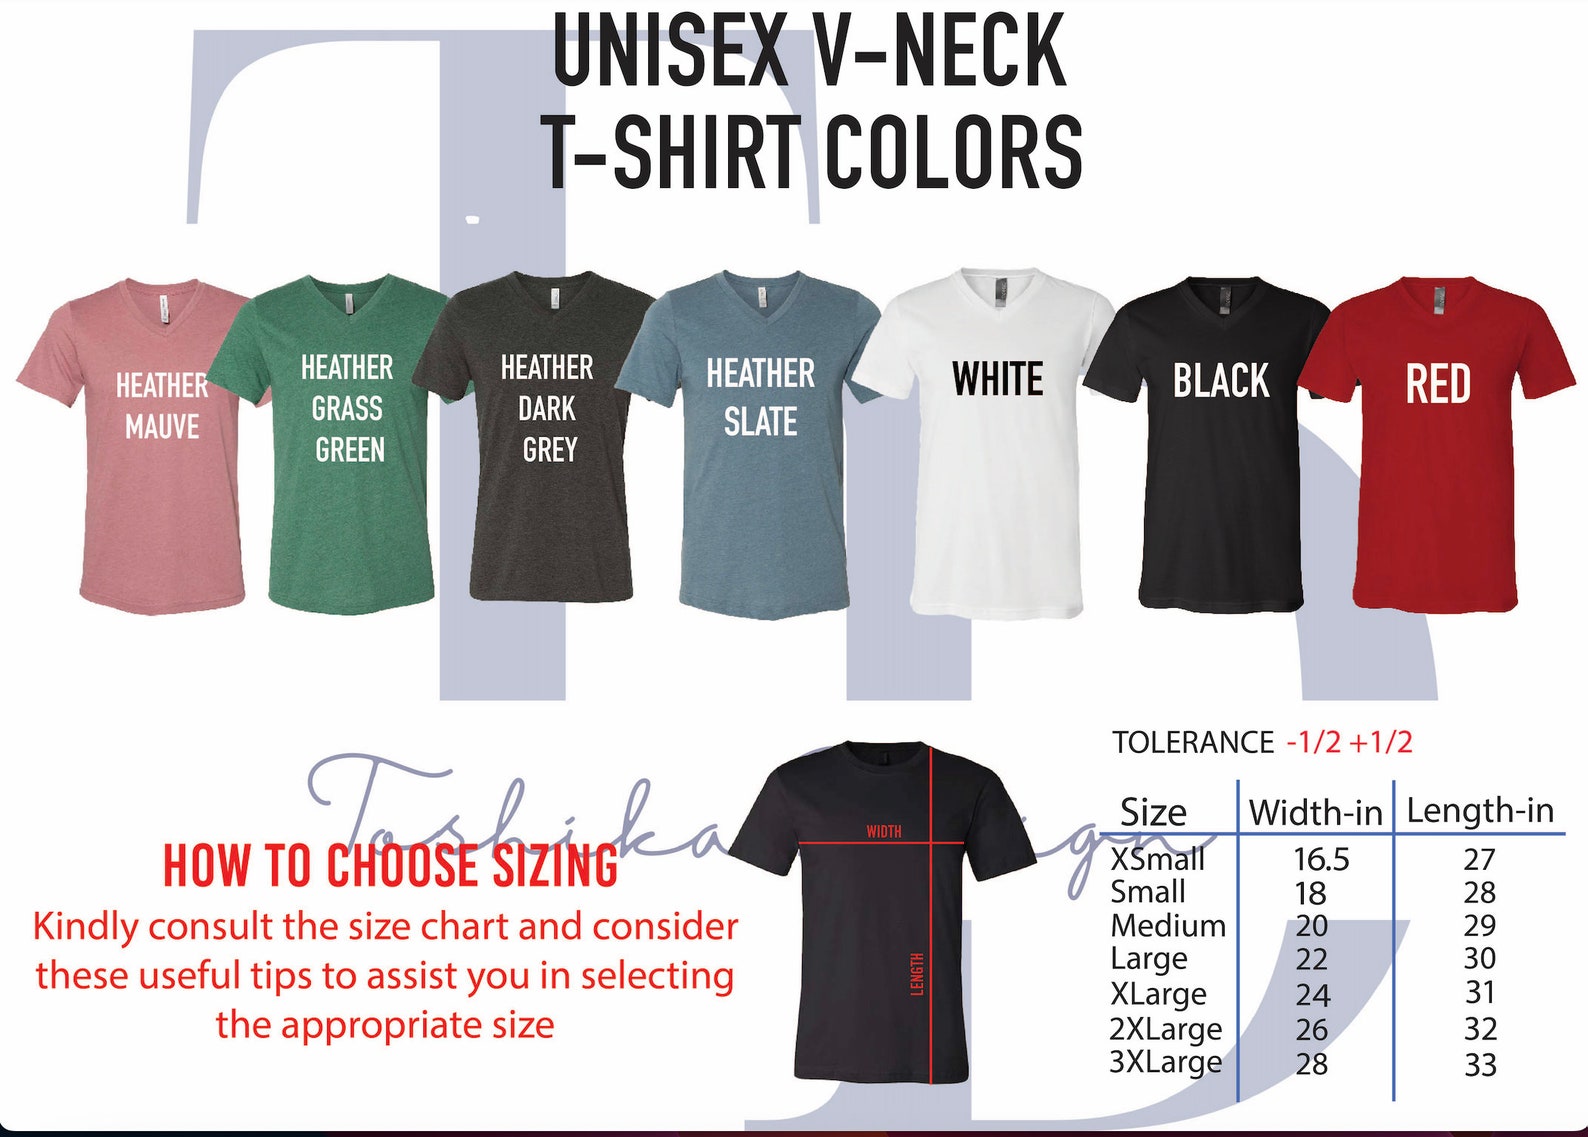 UNISEX V-NECK
T-SHIRT COLORS
HEATHER
MAUVE
HEATHER
GRASS
GREEN
HEATHER
DARK
GREY
HEATHER
SLATE
WHITE
BLACK
RED
HOW TO CHOOSE SIZING
Kindly consult the size chart and consider
these useful tips to assist you in selecting
the appropriate size
Toshika
WIDTH
LENGTH
TOLERANCE -1/2 +1/2
Size Width-in Length-in
XSmall 16.5 27
Small 18 28
Medium 20 29
Large 22 30
XLarge 24 31
2XLarge 26 32
3XLarge 28 33